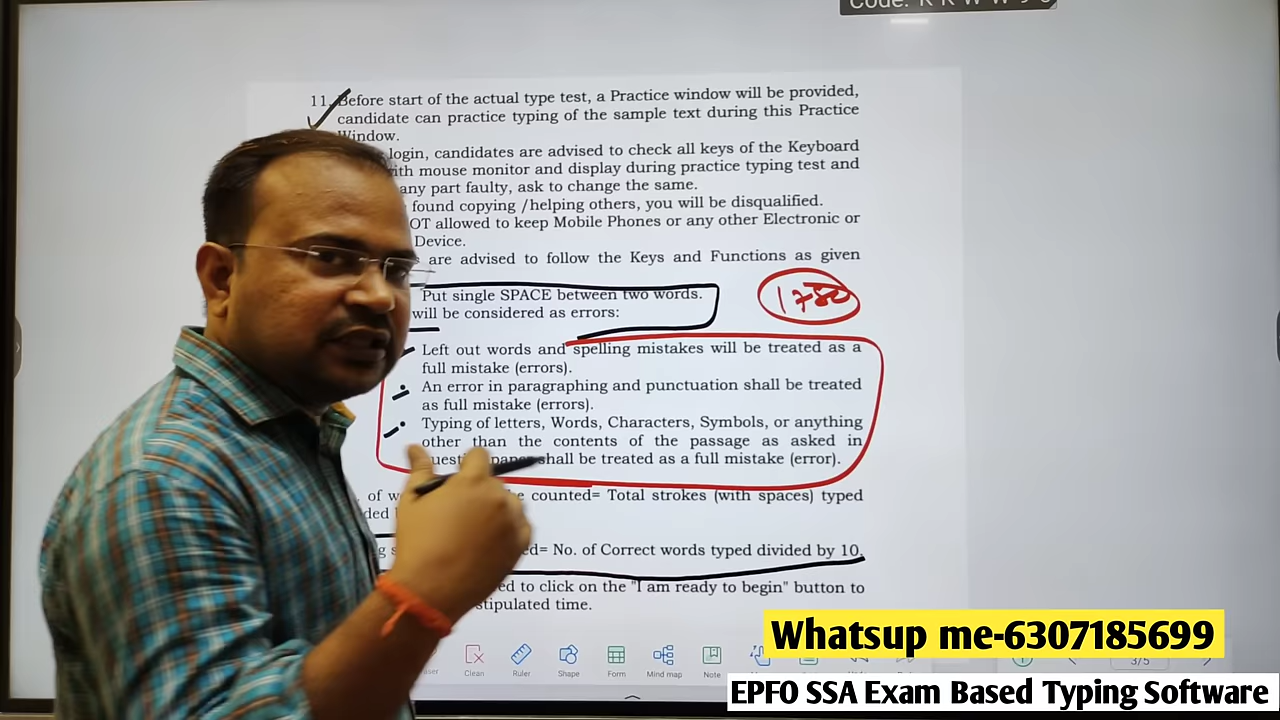 Code:
11. Before start of the actual type test, a Practice window will be provided,
candidate can practice typing of the sample text during this Practice
Window.
login, candidates are advised to check all keys of the Keyboard
with mouse monitor and display during practice typing test and
any part faulty, ask to change the same.
found copying /helping others, you will be disqualified.
OT allowed to keep Mobile Phones or any other Electronic or
Device.
are advised to follow the Keys and Functions as given
Put single SPACE between two words.
1780
will be considered as errors:
Left out words and spelling mistakes will be treated as a
full mistake (errors).
An error in paragraphing and punctuation shall be treated
as full mistake (errors).
Typing of letters, Words, Characters, Symbols, or anything
other than the contents of the passage as asked in
shall be treated as a full mistake (error).
of counted= Total strokes (with spaces) typed
ed= No. of Correct words typed divided by 10.
ed to click on the "I am ready to begin" button to
stipulated time.
Whatsup me-6307185699
Clean Ruler Shape Form Mind map Note 3/5
EPFO SSA Exam Based Typing Software